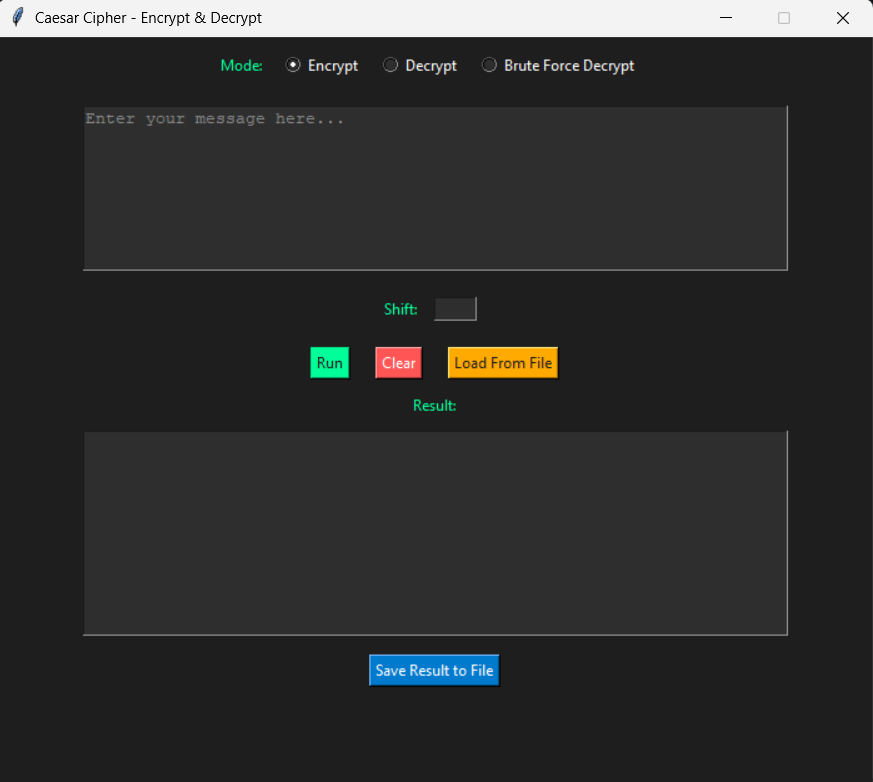 Caesar Cipher - Encrypt & Decrypt
Mode: Encrypt Decrypt Brute Force Decrypt
Enter your message here...
Shift:
Run Clear Load From File
Result:
Save Result to File